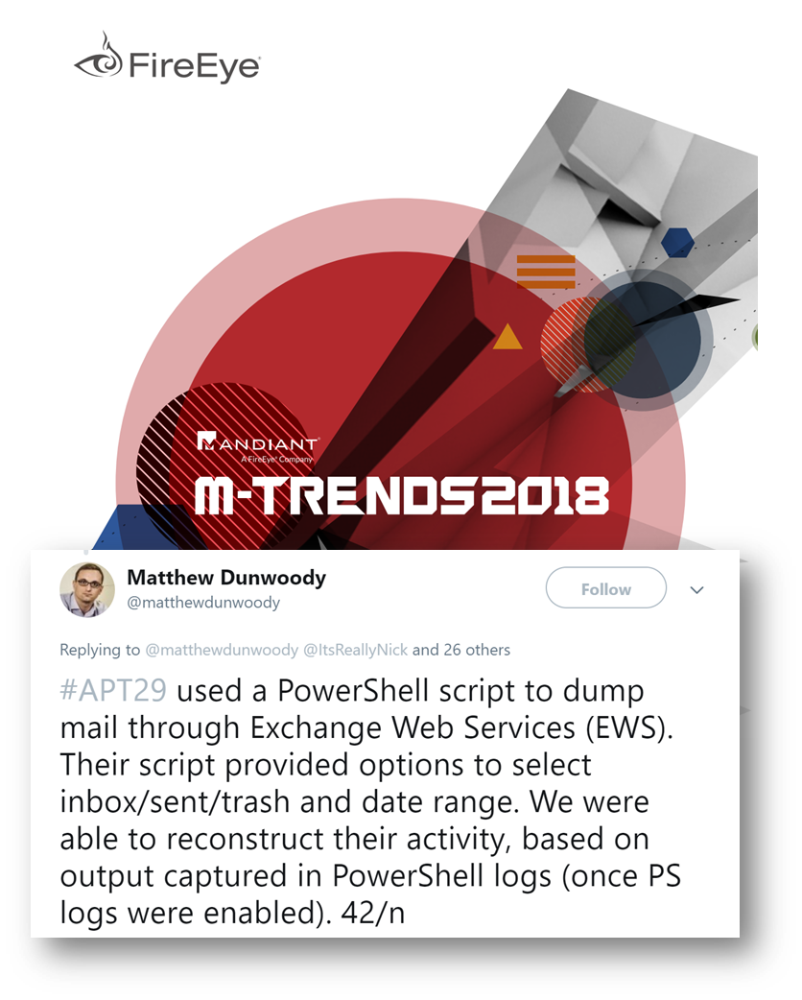 FireEye
MANDIANT
A FireEye® Company
M-TRENDS2018
Matthew Dunwoody
@matthewdunwoody
Follow
Replying to @matthewdunwoody @ItsReallyNick and 26 others
#APT29 used a PowerShell script to dump
mail through Exchange Web Services (EWS).
Their script provided options to select
inbox/sent/trash and date range. We were
able to reconstruct their activity, based on
output captured in PowerShell logs (once PS
logs were enabled). 42/n